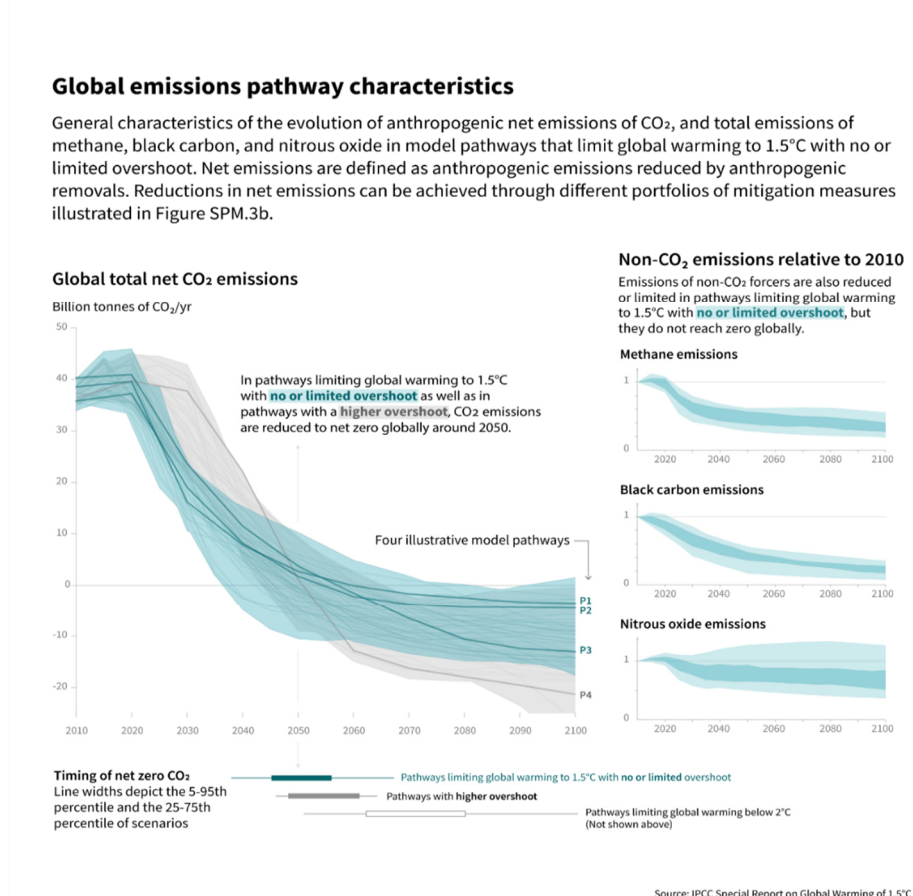 Global emissions pathway characteristics
General characteristics of the evolution of anthropogenic net emissions of CO₂, and total emissions of
methane, black carbon, and nitrous oxide in model pathways that limit global warming to 1.5°C with no or
limited overshoot. Net emissions are defined as anthropogenic emissions reduced by anthropogenic
removals. Reductions in net emissions can be achieved through different portfolios of mitigation measures
illustrated in Figure SPM.3b.
Global total net CO₂ emissions
Billion tonnes of CO₂/yr
50
40
30
20
10
0
-10
-20
2010 2020 2030 2040 2050 2060 2070 2080 2090 2100
In pathways limiting global warming to 1.5°C
with no or limited overshoot as well as in
pathways with a higher overshoot, CO2 emissions
are reduced to net zero globally around 2050.
Four illustrative model pathways
P1
P2
P3
P4
Non-CO₂ emissions relative to 2010
Emissions of non-CO₂ forcers are also reduced
or limited in pathways limiting global warming
to 1.5°C with no or limited overshoot, but
they do not reach zero globally.
Methane emissions
1
0
2020 2040 2060 2080 2100
Black carbon emissions
1
0
2020 2040 2060 2080 2100
Nitrous oxide emissions
1
0
2020 2040 2060 2080 2100
Timing of net zero CO₂
Line widths depict the 5-95th
percentile and the 25-75th
percentile of scenarios
Pathways limiting global warming to 1.5°C with no or limited overshoot
Pathways with higher overshoot
Pathways limiting global warming below 2°C
(Not shown above)
Source: IPCC Special Report on Global Warming of 1.5°C